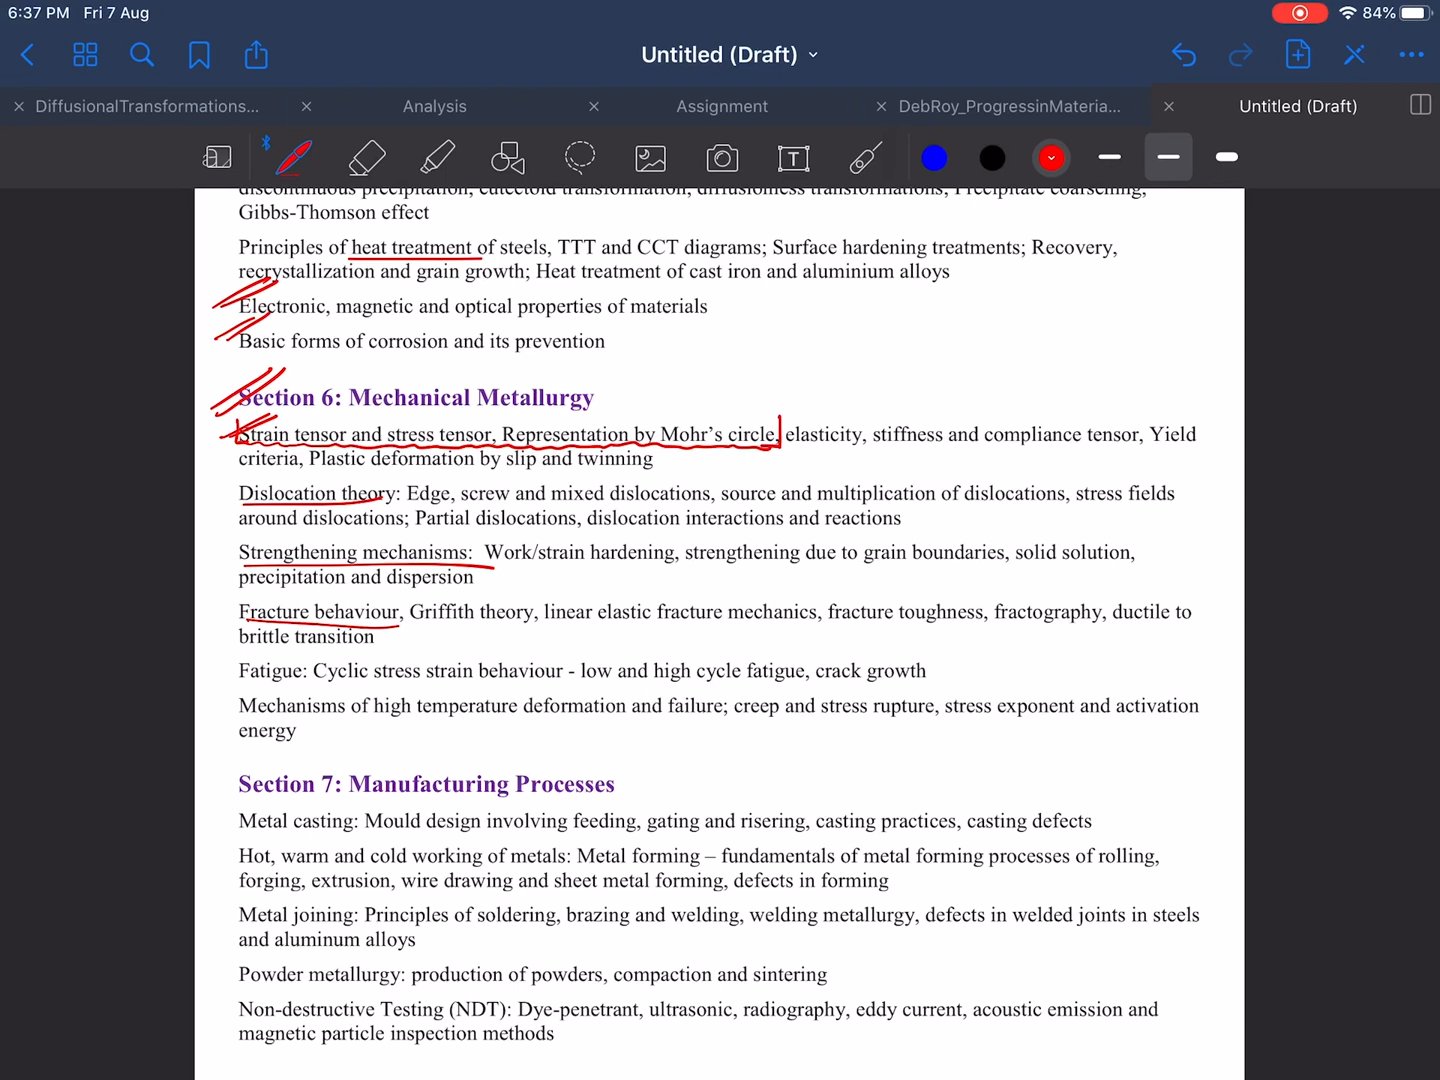 6:37 PM Fri 7 Aug
84%
Untitled (Draft)
DiffusionalTransformations...
Analysis
Assignment
DebRoy_ProgressinMateria...
Untitled (Draft)
T
discontinuous precipitation, eutectoid transformation, diffusionless transformations; Precipitate coarsening,
Gibbs-Thomson effect
Principles of heat treatment of steels, TTT and CCT diagrams; Surface hardening treatments; Recovery,
recrystallization and grain growth; Heat treatment of cast iron and aluminium alloys
Electronic, magnetic and optical properties of materials
Basic forms of corrosion and its prevention
Section 6: Mechanical Metallurgy
Strain tensor and stress tensor, Representation by Mohr's circle, elasticity, stiffness and compliance tensor, Yield
criteria, Plastic deformation by slip and twinning
Dislocation theory: Edge, screw and mixed dislocations, source and multiplication of dislocations, stress fields
around dislocations; Partial dislocations, dislocation interactions and reactions
Strengthening mechanisms: Work/strain hardening, strengthening due to grain boundaries, solid solution,
precipitation and dispersion
Fracture behaviour, Griffith theory, linear elastic fracture mechanics, fracture toughness, fractography, ductile to
brittle transition
Fatigue: Cyclic stress strain behaviour - low and high cycle fatigue, crack growth
Mechanisms of high temperature deformation and failure; creep and stress rupture, stress exponent and activation
energy
Section 7: Manufacturing Processes
Metal casting: Mould design involving feeding, gating and risering, casting practices, casting defects
Hot, warm and cold working of metals: Metal forming – fundamentals of metal forming processes of rolling,
forging, extrusion, wire drawing and sheet metal forming, defects in forming
Metal joining: Principles of soldering, brazing and welding, welding metallurgy, defects in welded joints in steels
and aluminum alloys
Powder metallurgy: production of powders, compaction and sintering
Non-destructive Testing (NDT): Dye-penetrant, ultrasonic, radiography, eddy current, acoustic emission and
magnetic particle inspection methods